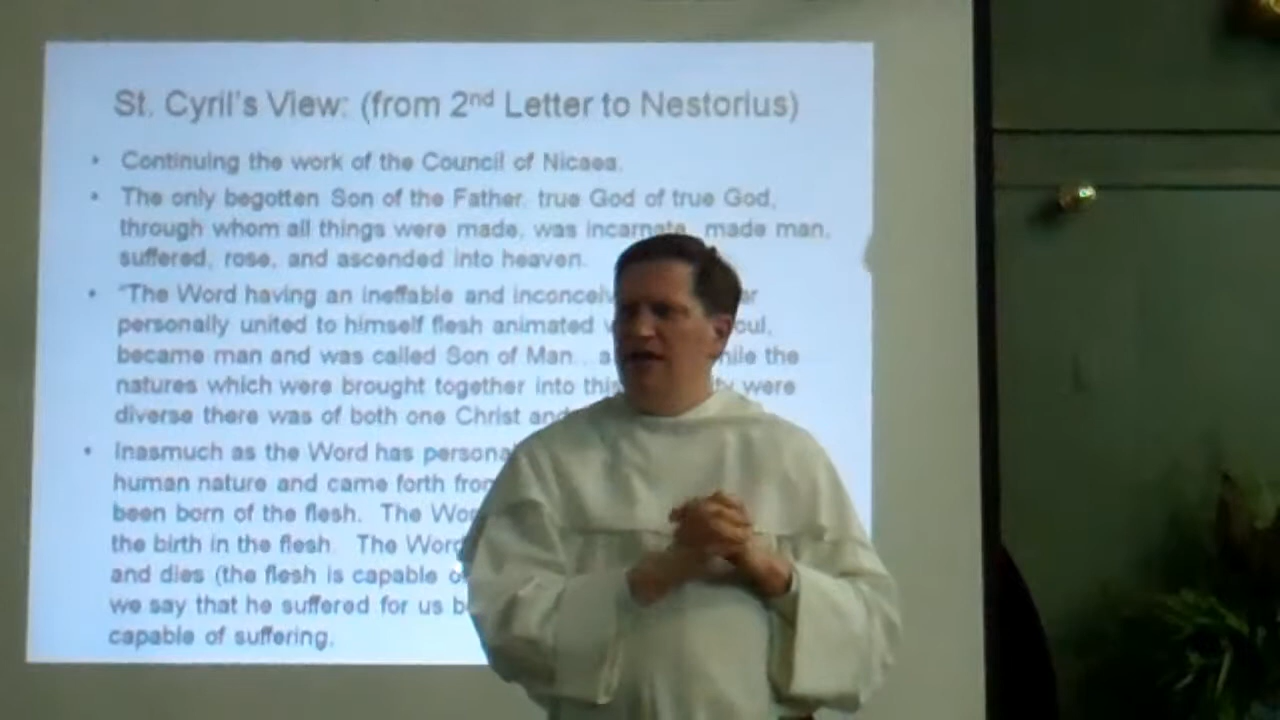 St. Cyril's View: (from 2nd Letter to Nestorius)
• Continuing the work of the Council of Nicaea.
• The only begotten Son of the Father, true God of true God,
through whom all things were made, was incarnate, made man,
suffered, rose, and ascended into heaven.
• "The Word having an ineffable and
personally united to himself flesh animated
became man and was called Son of Man... the
natures which were brought together into this were
diverse there was of both one Christ and
• Inasmuch as the Word has
human nature and came forth
been born of the flesh. The
the birth in the flesh. The Word
and dies (the flesh is capable
we say that he suffered for us
capable of suffering.